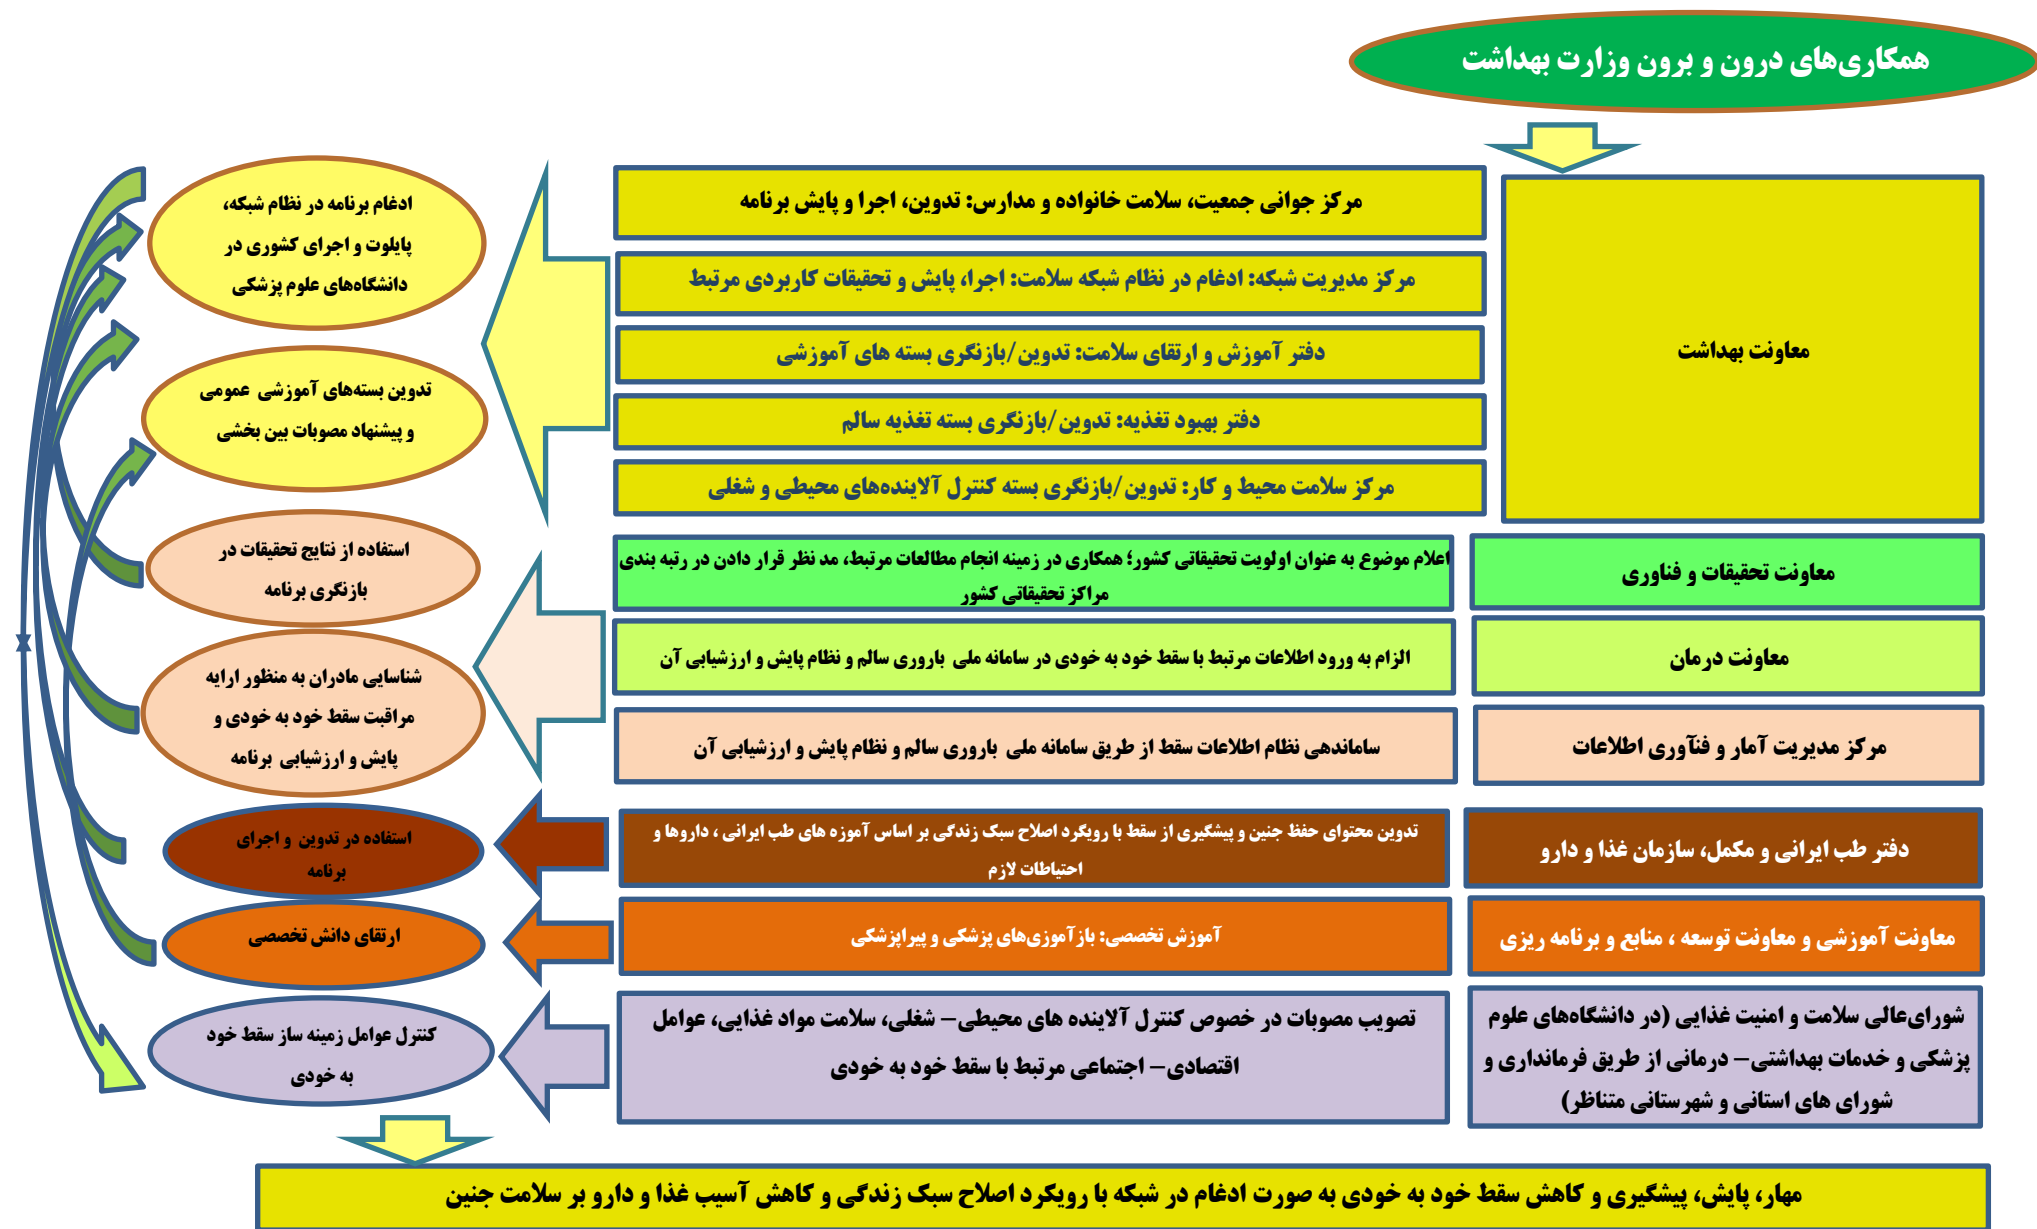 همکاری‌های درون و برون وزارت بهداشت
معاونت بهداشت
مرکز جوانی جمعیت، سلامت خانواده و مدارس: تدوین، اجرا و پایش برنامه
مرکز مدیریت شبکه: ادغام در نظام شبکه سلامت: اجرا، پایش و تحقیقات کاربردی مرتبط
دفتر آموزش و ارتقای سلامت: تدوین/بازنگری بسته های آموزشی
دفتر بهبود تغذیه: تدوین/بازنگری بسته تغذیه سالم
مرکز سلامت محیط و کار: تدوین/بازنگری بسته کنترل آلاینده‌های محیطی و شغلی
ادغام برنامه در نظام شبکه،
پایلوت و اجرای کشوری در
دانشگاه‌های علوم پزشکی
تدوین بسته‌های آموزشی عمومی
و پیشنهاد مصوبات بین بخشی
معاونت تحقیقات و فناوری
اعلام موضوع به عنوان اولویت تحقیقاتی کشور؛ همکاری در زمینه انجام مطالعات مرتبط، مد نظر قرار دادن در رتبه بندی
مراکز تحقیقاتی کشور
استفاده از نتایج تحقیقات در
بازنگری برنامه
معاونت درمان
الزام به ورود اطلاعات مرتبط با سقط خود به خودی در سامانه ملی باروری سالم و نظام پایش و ارزشیابی آن
مرکز مدیریت آمار و فنآوری اطلاعات
ساماندهی نظام اطلاعات سقط از طریق سامانه ملی باروری سالم و نظام پایش و ارزشیابی آن
شناسایی مادران به منظور ارایه
مراقبت سقط خود به خودی و
پایش و ارزشیابی برنامه
دفتر طب ایرانی و مکمل، سازمان غذا و دارو
تدوین محتوای حفظ جنین و پیشگیری از سقط با رویکرد اصلاح سبک زندگی بر اساس آموزه های طب ایرانی ، داروها و
احتیاطات لازم
استفاده در تدوین و اجرای
برنامه
معاونت آموزشی و معاونت توسعه ، منابع و برنامه ریزی
آموزش تخصصی: بازآموزی‌های پزشکی و پیراپزشکی
ارتقای دانش تخصصی
شورای‌عالی سلامت و امنیت غذایی (در دانشگاه‌های علوم
پزشکی و خدمات بهداشتی– درمانی از طریق فرمانداری و
شورای های استانی و شهرستانی متناظر)
تصویب مصوبات در خصوص کنترل آلاینده های محیطی– شغلی، سلامت مواد غذایی، عوامل
اقتصادی– اجتماعی مرتبط با سقط خود به خودی
کنترل عوامل زمینه ساز سقط خود
به خودی
مهار، پایش، پیشگیری و کاهش سقط خود به خودی به صورت ادغام در شبکه با رویکرد اصلاح سبک زندگی و کاهش آسیب غذا و دارو بر سلامت جنین